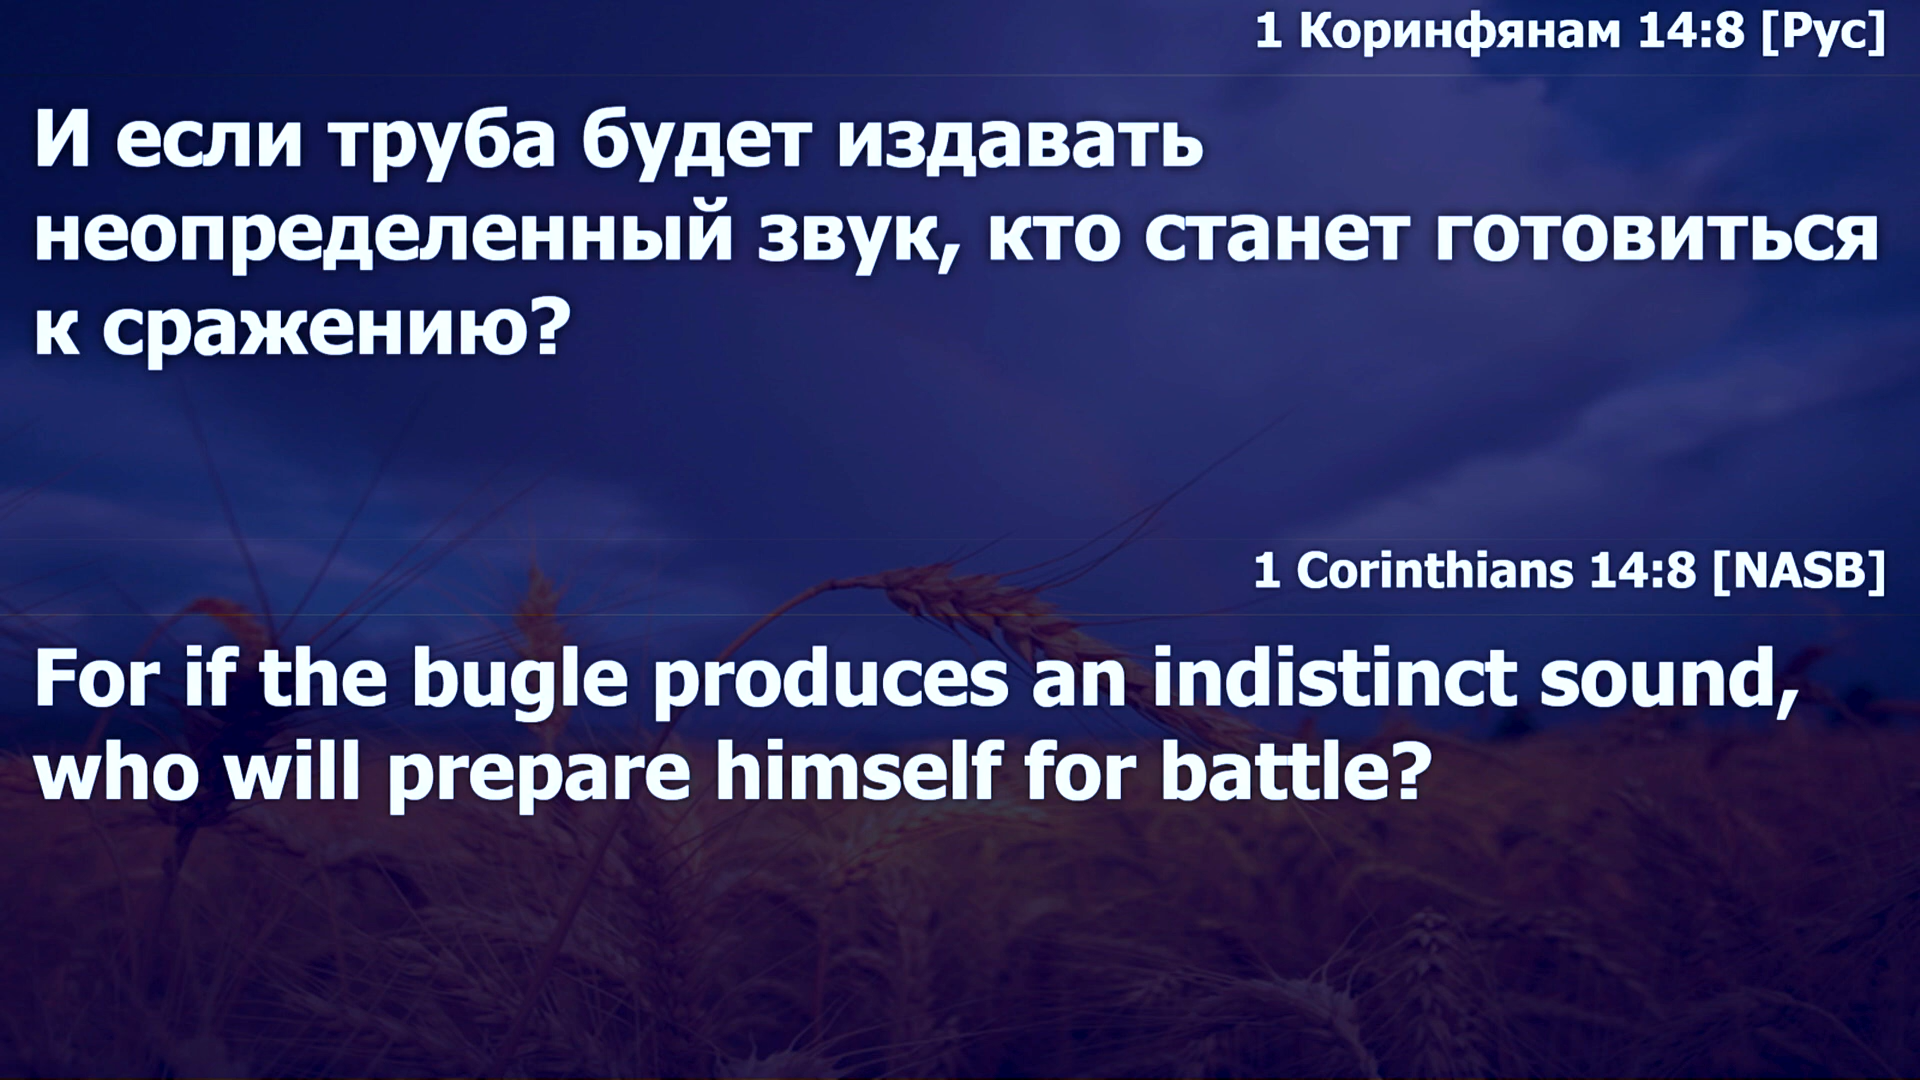 1 Коринфянам 14:8 [Рус]
И если труба будет издавать
неопределенный звук, кто станет готовиться
к сражению?
1 Corinthians 14:8 [NASB]
For if the bugle produces an indistinct sound,
who will prepare himself for battle?